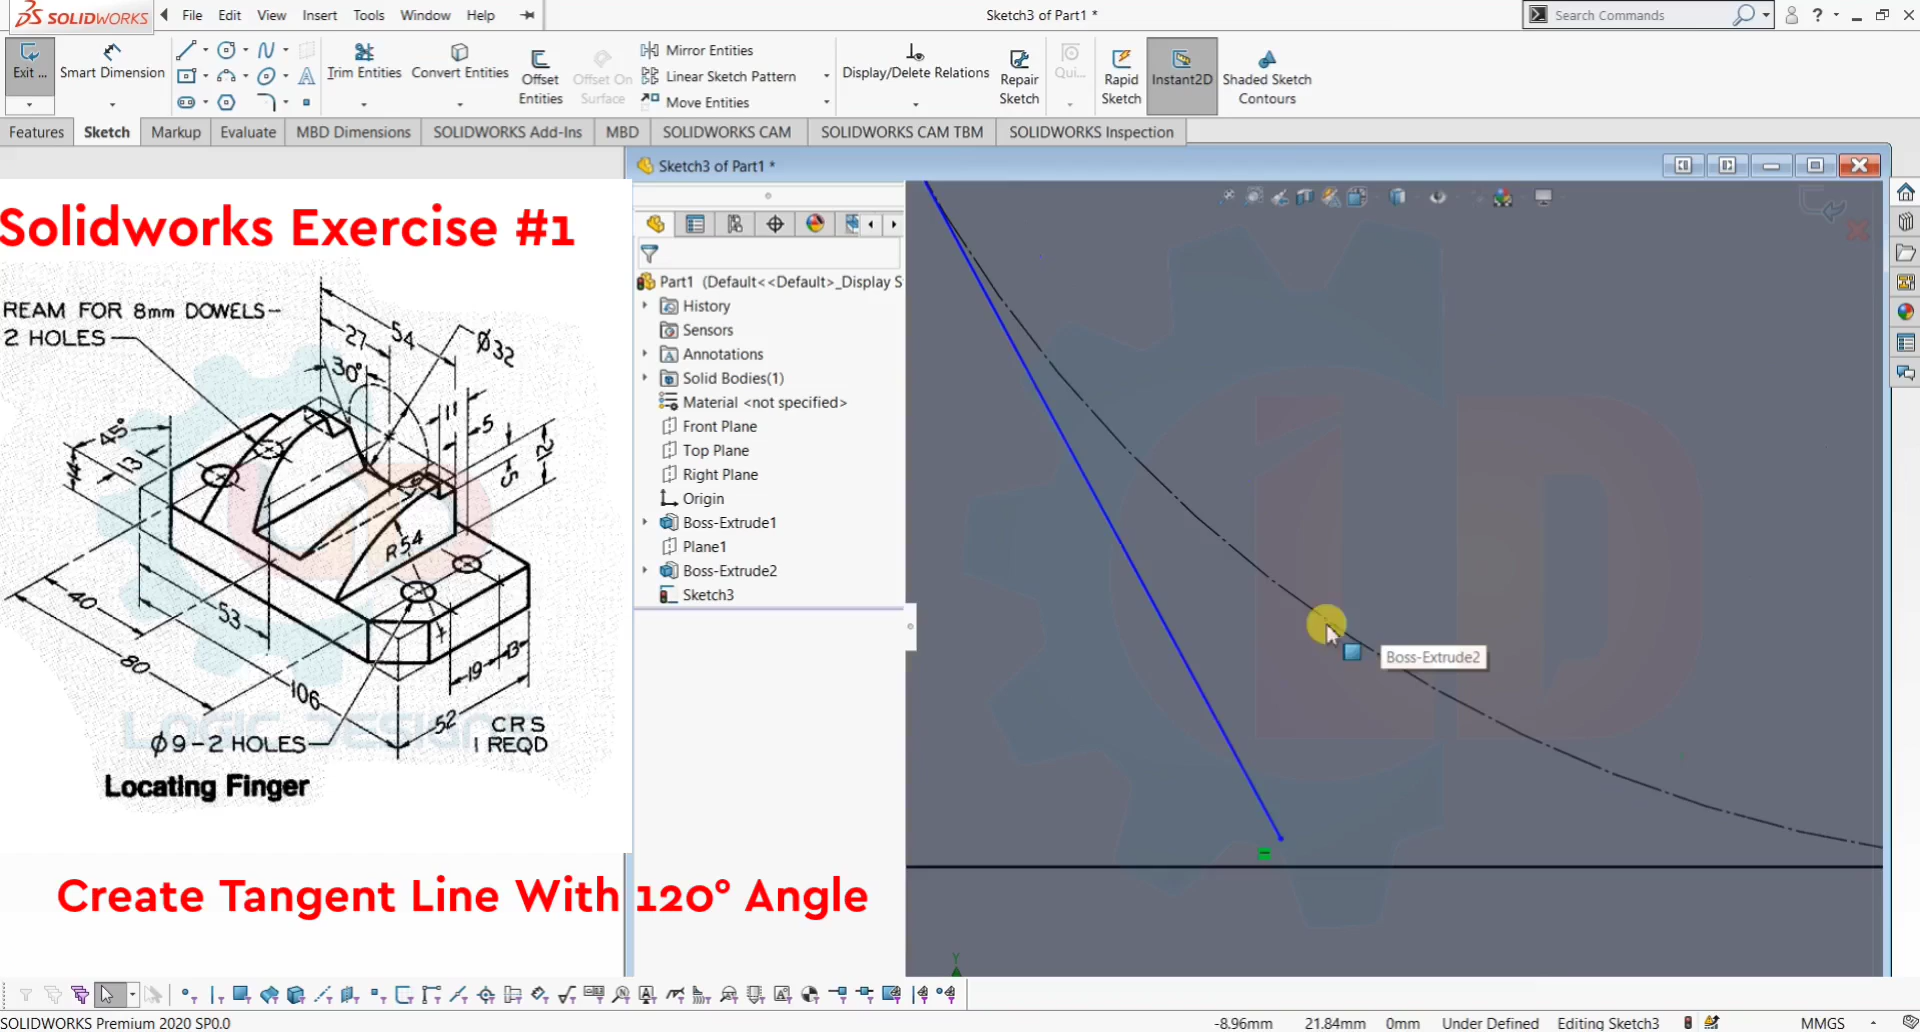 SOLIDWORKS
File Edit View Insert Tools Window Help
Sketch3 of Part1 *
Search Commands
Exit ...
Smart Dimension
Trim Entities
Convert Entities
Offset Entities
Offset On Surface
Mirror Entities
Linear Sketch Pattern
Move Entities
Display/Delete Relations
Repair Sketch
Qui...
Rapid Sketch
Instant2D
Shaded Sketch Contours
Features Sketch Markup Evaluate MBD Dimensions SOLIDWORKS Add-Ins MBD SOLIDWORKS CAM SOLIDWORKS CAM TBM SOLIDWORKS Inspection
Sketch3 of Part1 *
Solidworks Exercise #1
REAM FOR 8mm DOWELS-
2 HOLES
27
54
Ø32
30°
11
5
12
5
45°
13
14
R54
40
53
80
106
19
13
52
Ø9-2 HOLES
CRS
1 REQD
Locating Finger
LOGIC DESIGN
Part1 (Default<<Default>_Display S
History
Sensors
Annotations
Solid Bodies(1)
Material <not specified>
Front Plane
Top Plane
Right Plane
Origin
Boss-Extrude1
Plane1
Boss-Extrude2
Sketch3
Boss-Extrude2
Y
Create Tangent Line With 120° Angle
SOLIDWORKS Premium 2020 SP0.0
-8.96mm 21.84mm 0mm Under Defined Editing Sketch3 MMGS